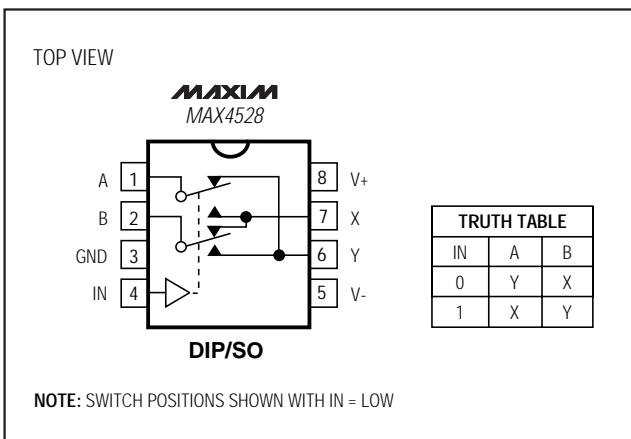 TOP VIEW
MAXIM
MAX4528
A 1
B 2
GND 3
IN 4
8 V+
7 X
6 Y
5 V-
DIP/SO
TRUTH TABLE
IN A B
0 Y X
1 X Y
NOTE: SWITCH POSITIONS SHOWN WITH IN = LOW